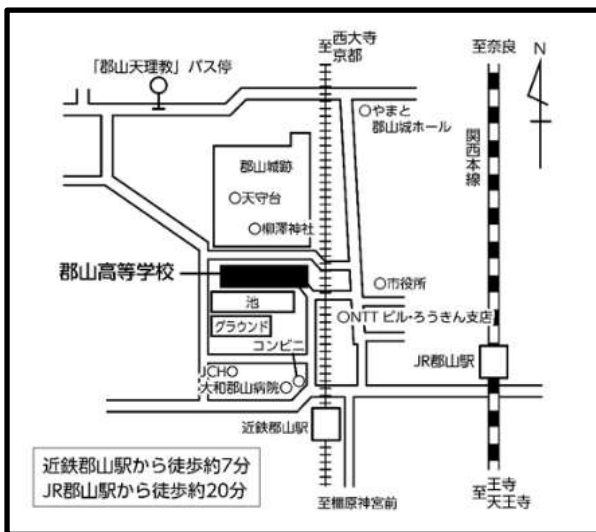 至西大寺
京都
至奈良
N
「郡山天理教」バス停
○やまと
郡山城ホール
関西本線
郡山城跡
○天守台
○柳澤神社
郡山高等学校
○市役所
池
○NTTビル・ろうきん支店
グラウンド
コンビニ
JCHO
大和郡山病院○
JR郡山駅
近鉄郡山駅
近鉄郡山駅から徒歩約7分
JR郡山駅から徒歩約20分
至橿原神宮前
至王寺
天王寺